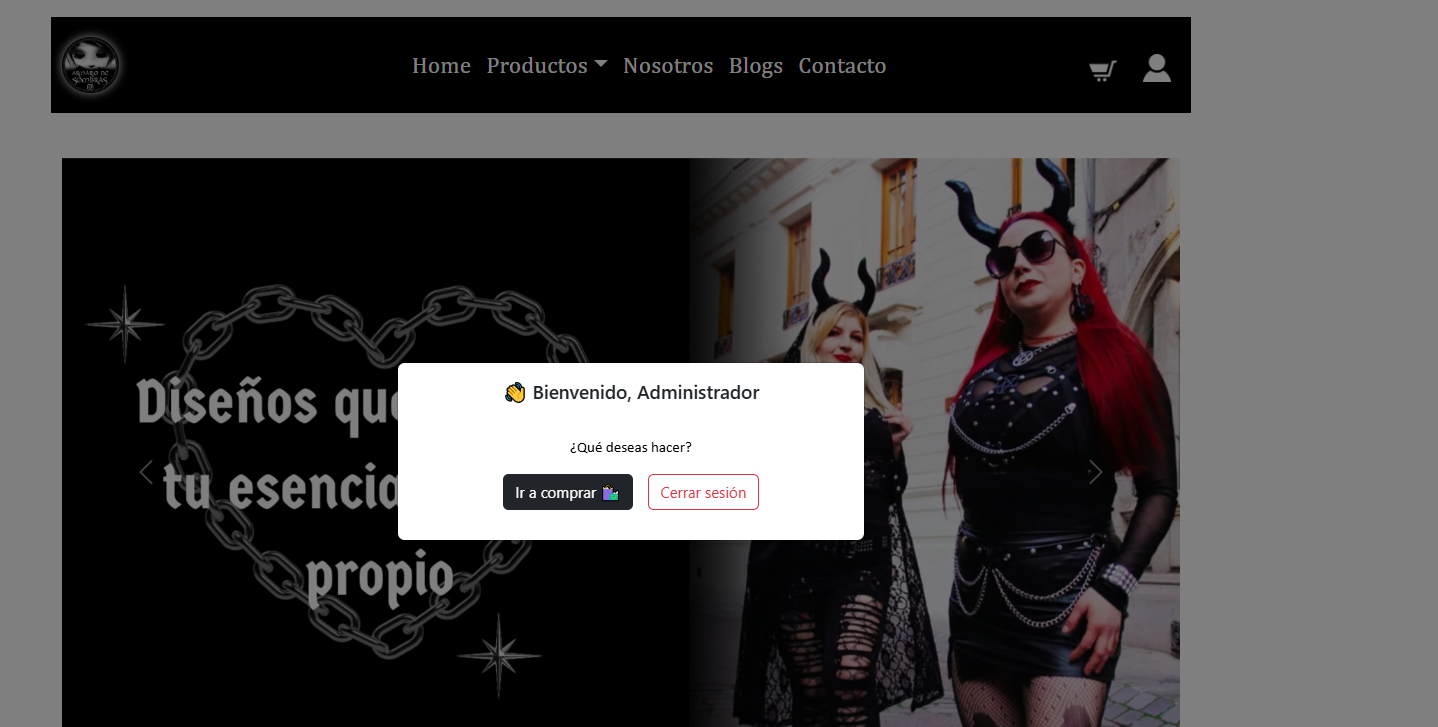 ARMARIO DE
SOMBRAS
Home Productos Nosotros Blogs Contacto
Diseños que
tu esencia
propio
👋 Bienvenido, Administrador
¿Qué deseas hacer?
Ir a comprar 🛍️ Cerrar sesión